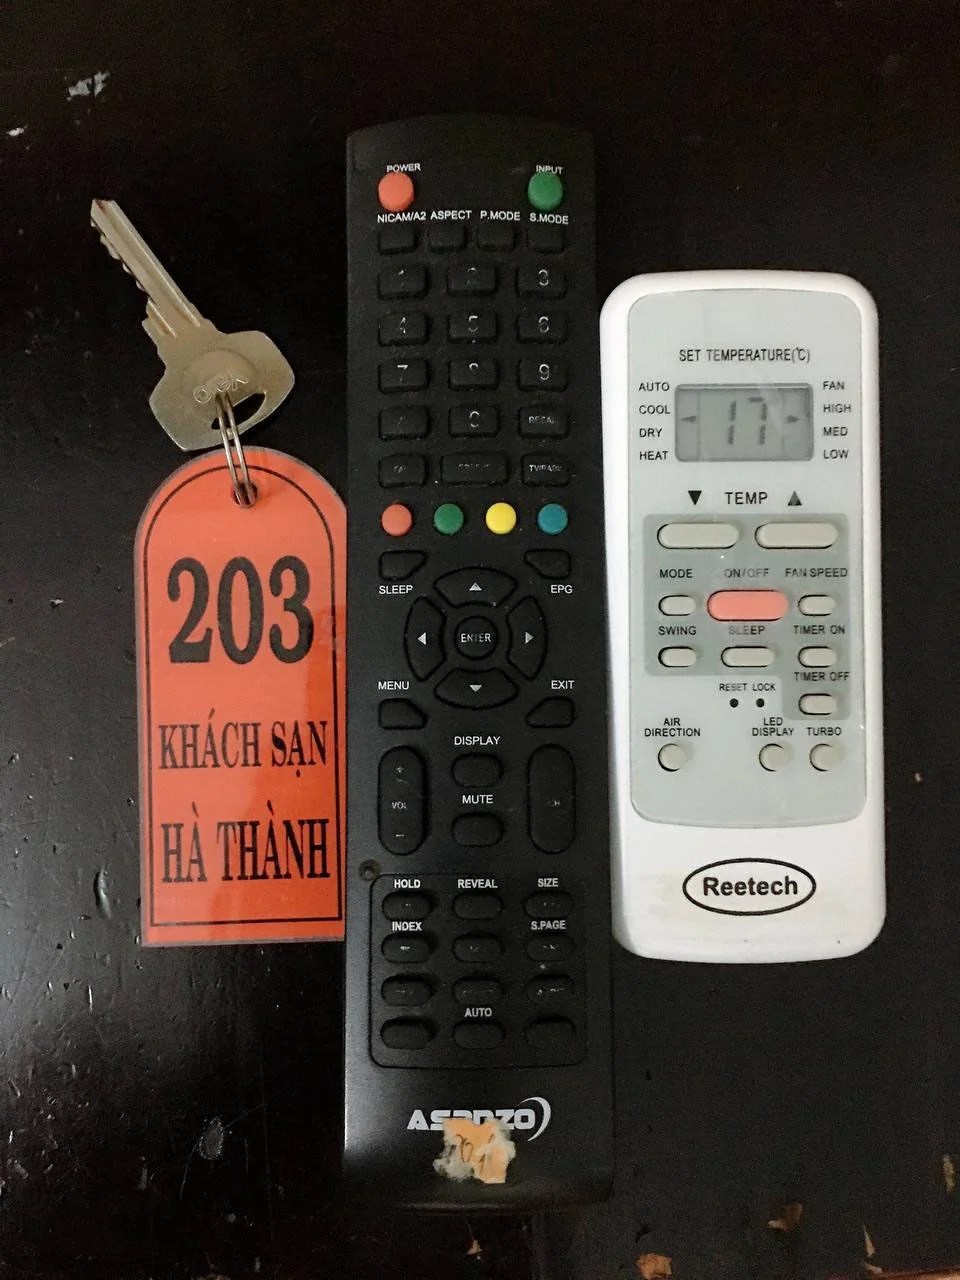 203
KHÁCH SẠN
HÀ THÀNH
POWER INPUT
NICAM/A2 ASPECT P.MODE S.MODE
1 2 3
4 5 6
7 8 9
0 RECALL
SLEEP EPG
ENTER
MENU EXIT
DISPLAY
VOL CH
MUTE
HOLD REVEAL SIZE
INDEX S.PAGE
AUTO
ASANZO
SET TEMPERATURE(℃)
AUTO FAN
COOL 17 HIGH
DRY MED
HEAT LOW
▼ TEMP ▲
MODE ON/OFF FAN SPEED
SWING SLEEP TIMER ON
TIMER OFF
RESET LOCK
AIR DIRECTION
LED DISPLAY
TURBO
Reetech